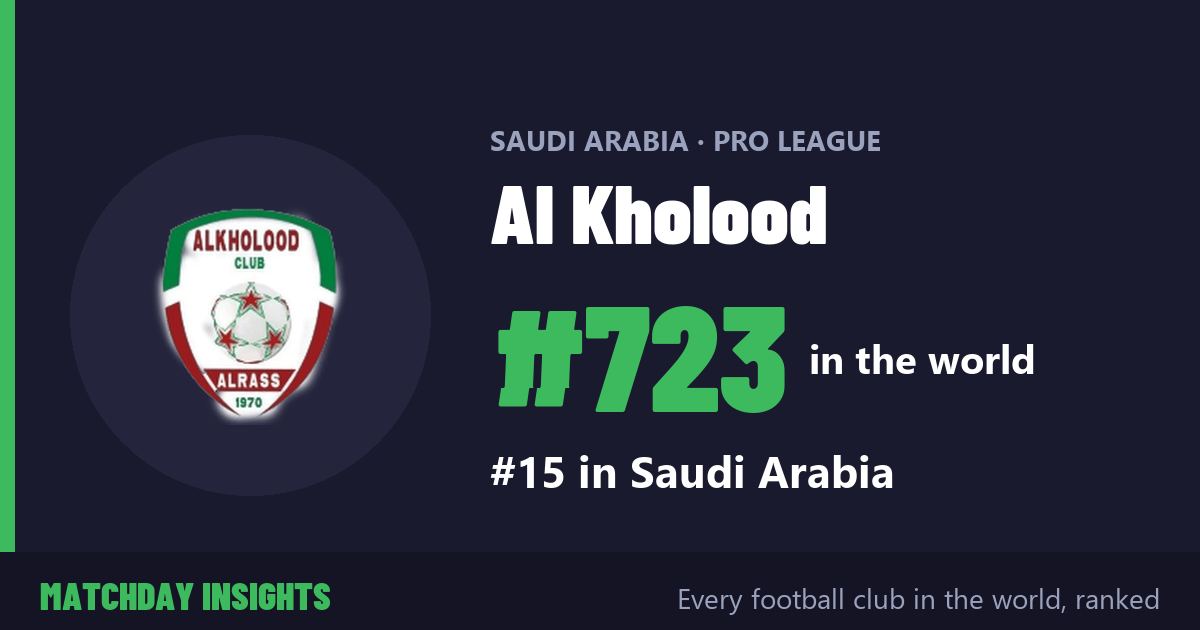 SAUDI ARABIA · PRO LEAGUE
Al Kholood
#723 in the world
#15 in Saudi Arabia
ALKHOLOOD
CLUB
ALRASS
1970
MATCHDAY INSIGHTS
Every football club in the world, ranked